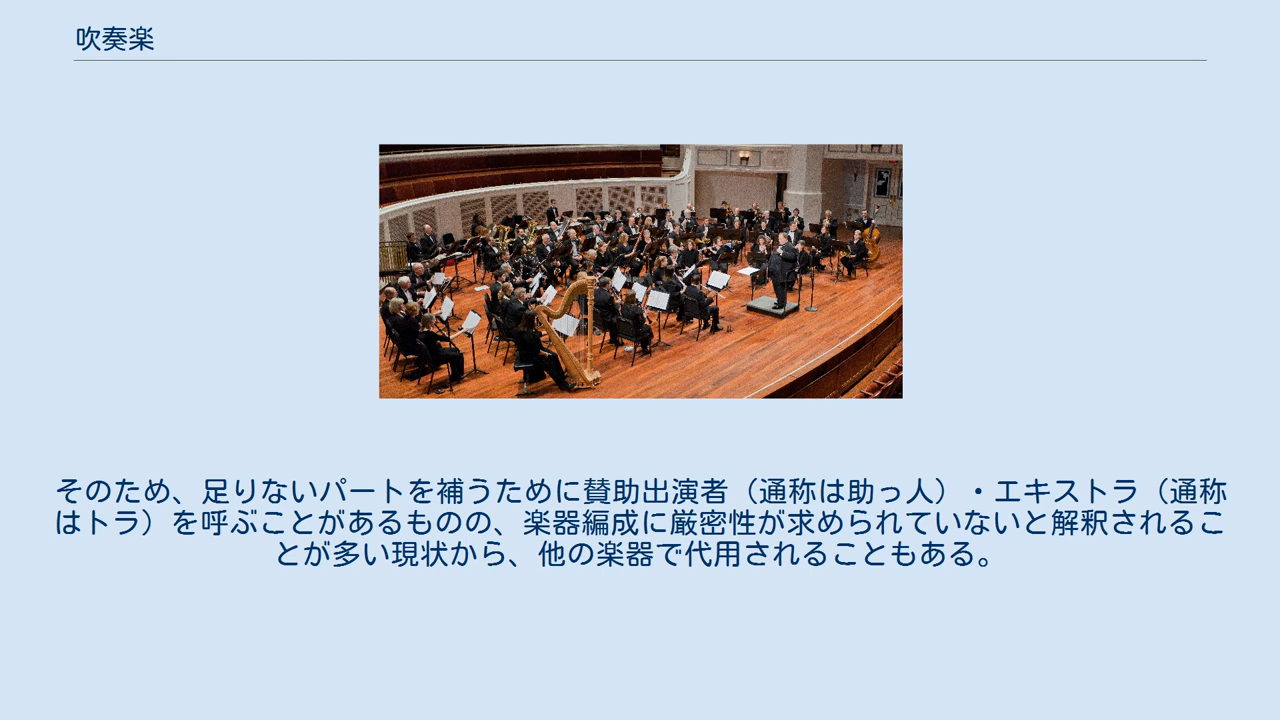 吹奏楽
そのため、足りないパートを補うために賛助出演者（通称は助っ人）・エキストラ（通称
はトラ）を呼ぶことがあるものの、楽器編成に厳密性が求められていないと解釈されるこ
とが多い現状から、他の楽器で代用されることもある。